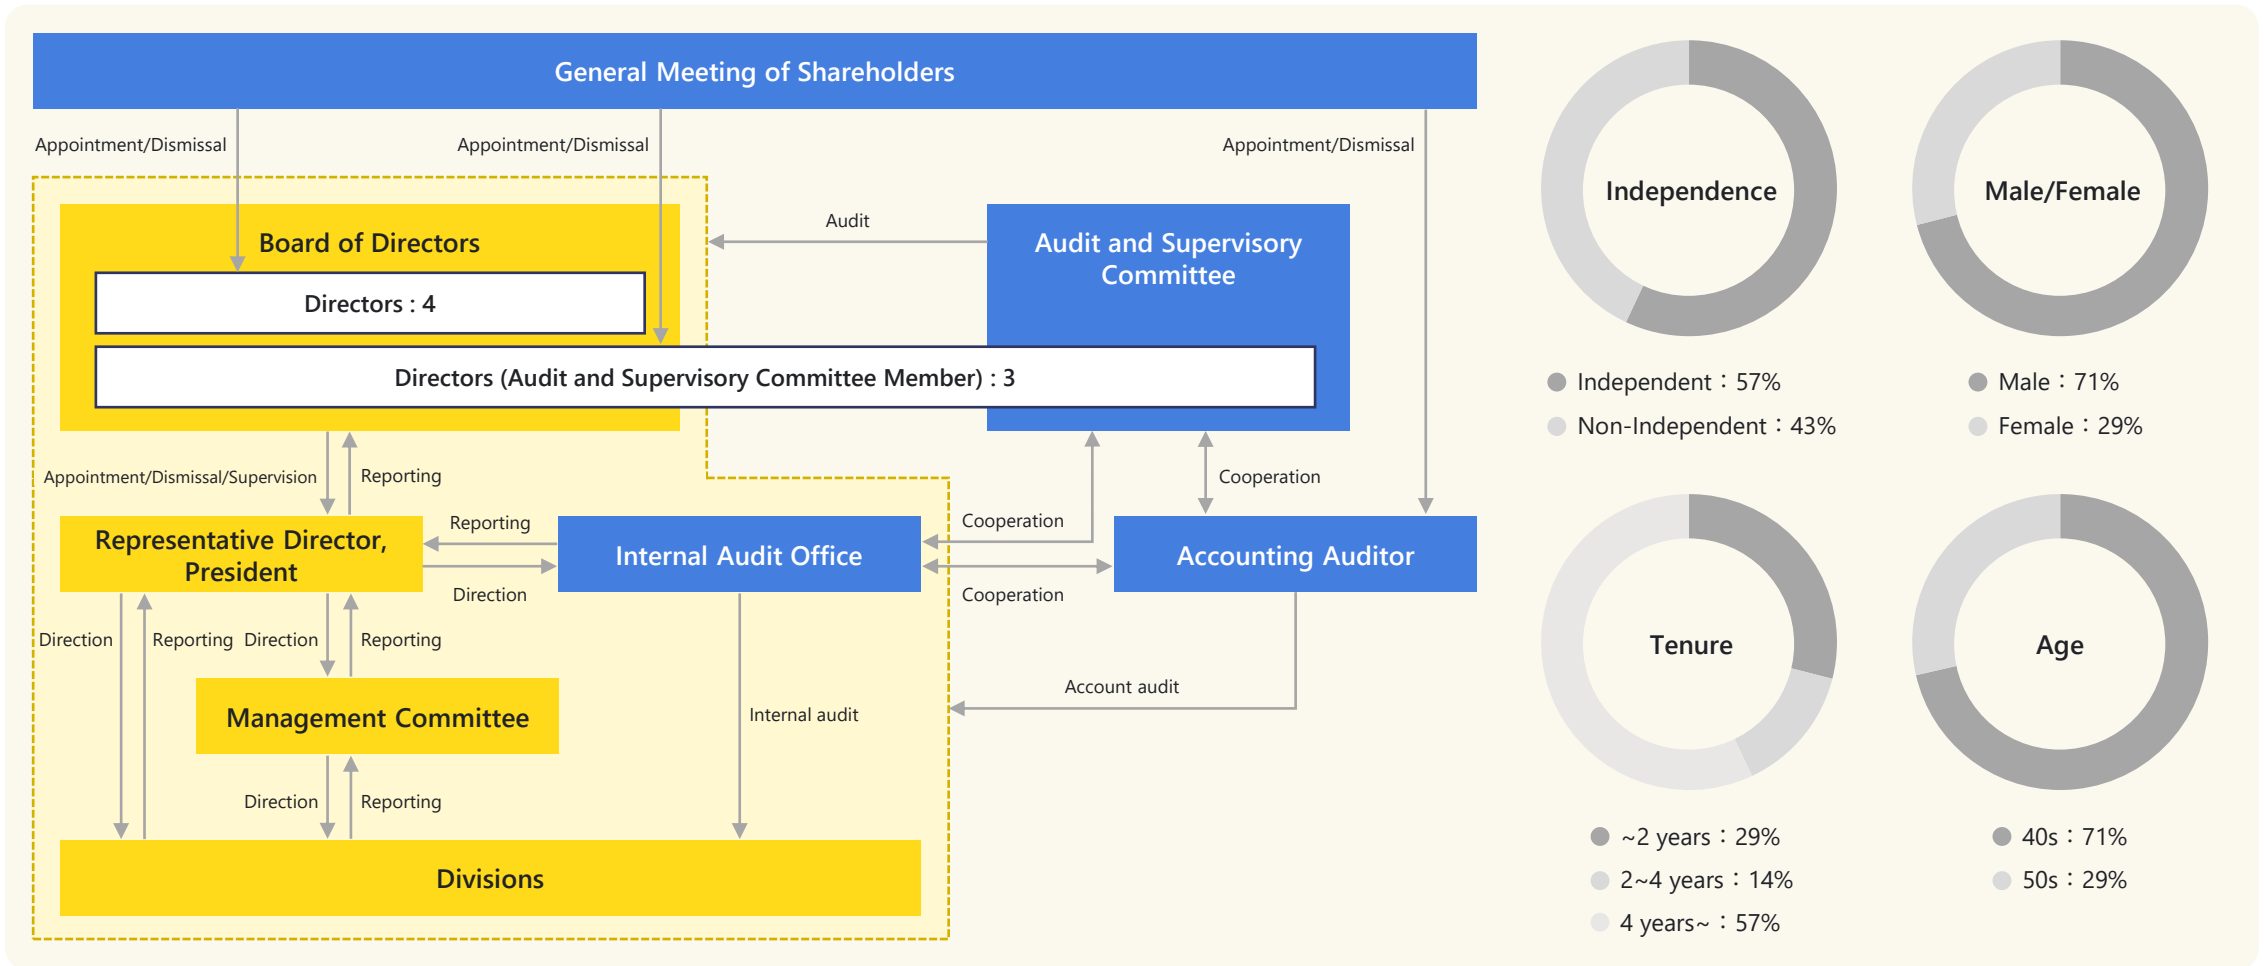 General Meeting of Shareholders
Appointment/Dismissal
Appointment/Dismissal
Appointment/Dismissal
Board of Directors
Directors : 4
Directors (Audit and Supervisory Committee Member) : 3
Audit
Audit and Supervisory
Committee
Appointment/Dismissal/Supervision
Reporting
Cooperation
Representative Director,
President
Reporting
Direction
Internal Audit Office
Cooperation
Cooperation
Accounting Auditor
Direction
Reporting
Direction
Reporting
Management Committee
Internal audit
Account audit
Direction
Reporting
Divisions
Independence
Independent：57%
Non-Independent：43%
Male/Female
Male：71%
Female：29%
Tenure
~2 years：29%
2~4 years：14%
4 years~：57%
Age
40s：71%
50s：29%